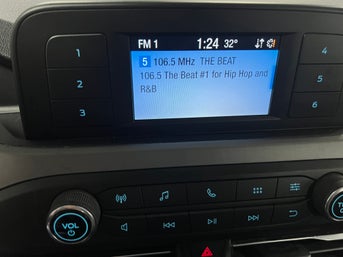 FM 1 1:24 32°
5 106.5 MHz THE BEAT
106.5 The Beat #1 for Hip Hop and
R&B
1
2
3
4
5
6
VOL